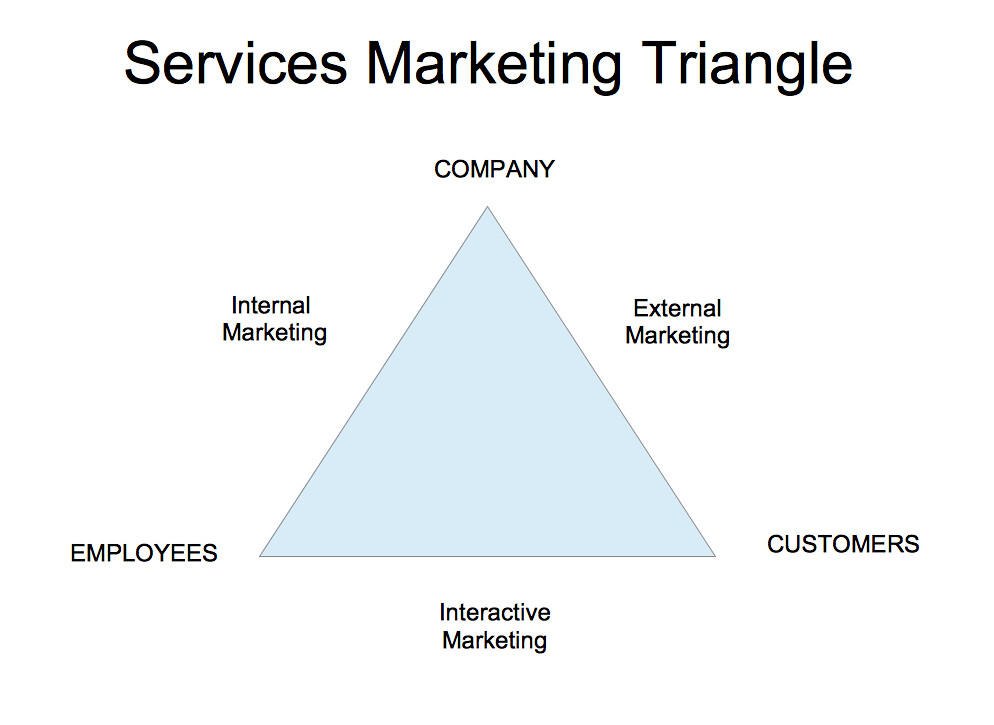 Services Marketing Triangle
COMPANY
Internal
Marketing
External
Marketing
EMPLOYEES
CUSTOMERS
Interactive
Marketing